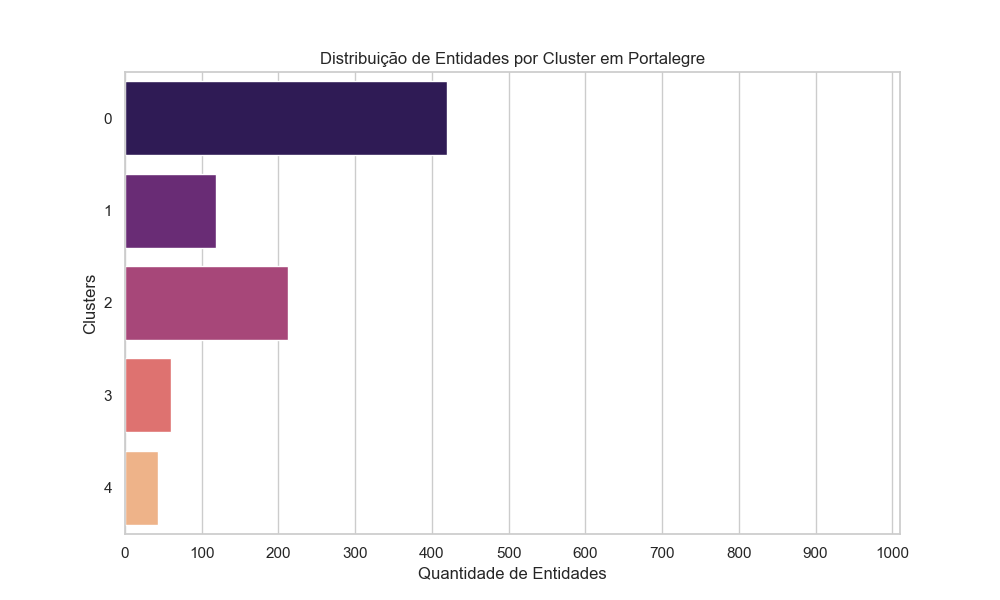 Distribuição de Entidades por Cluster em Portalegre
0
1
2
3
4
Clusters
0 100 200 300 400 500 600 700 800 900 1000
Quantidade de Entidades